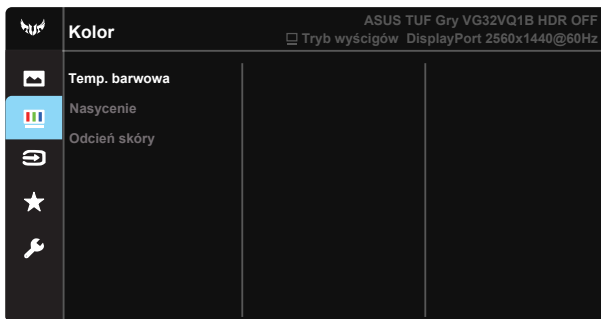 Kolor
ASUS TUF Gry VG32VQ1B HDR OFF
Tryb wyścigów DisplayPort 2560x1440@60Hz
Temp. barwowa
Nasycenie
Odcień skóry